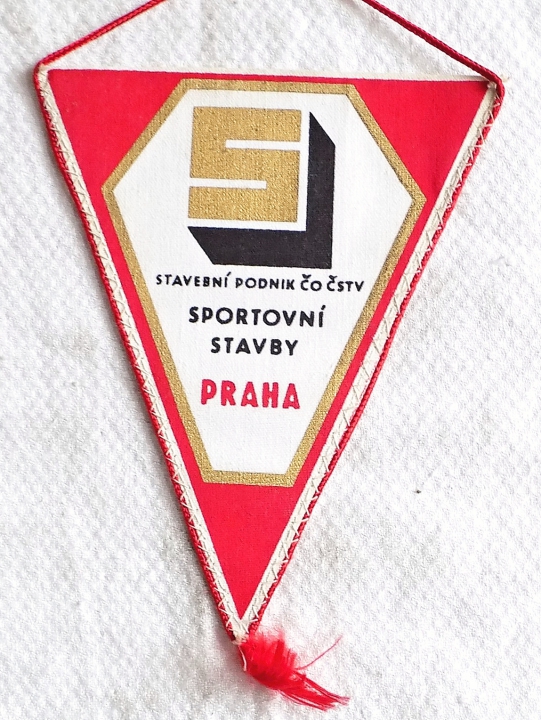 S
STAVEBNÍ PODNIK ČO ČSTV
SPORTOVNÍ
STAVBY
PRAHA